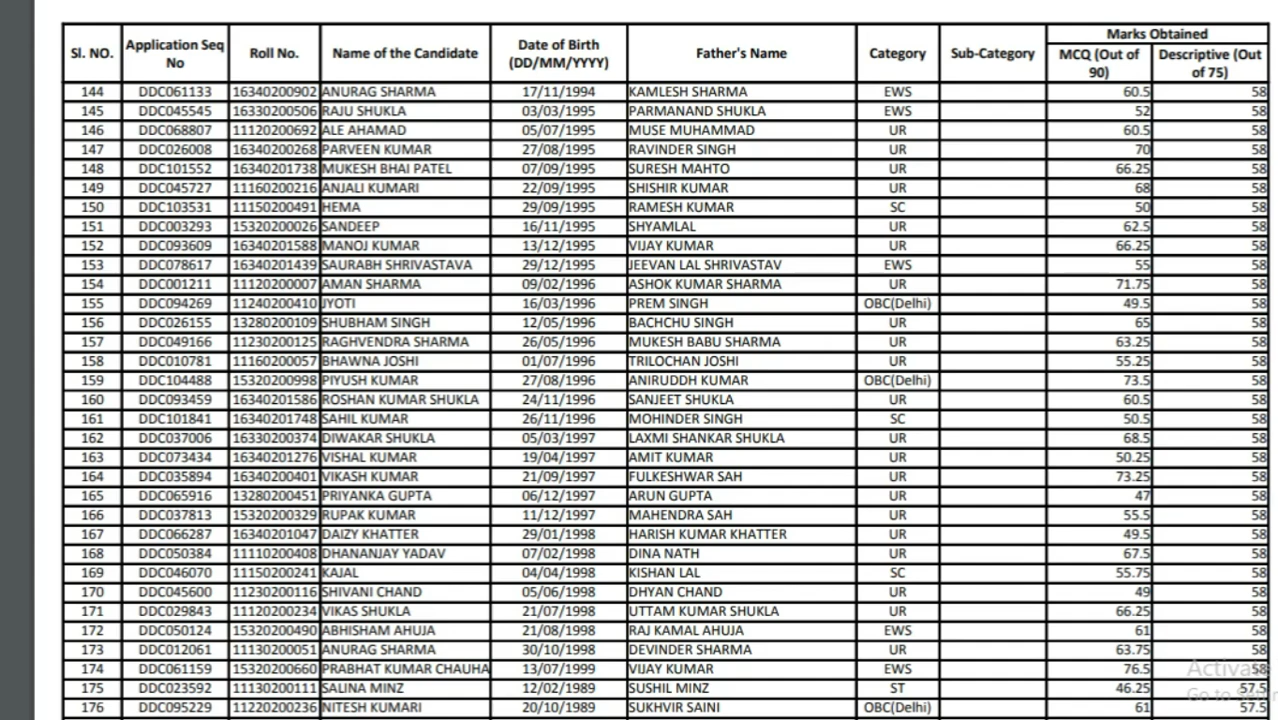 Sl. NO. Application Seq No Roll No. Name of the Candidate Date of Birth (DD/MM/YYYY) Father's Name Category Sub-Category Marks Obtained MCQ (Out of 90) Descriptive (Out of 75)
144 DDC061133 16340200902 ANURAG SHARMA 17/11/1994 KAMLESH SHARMA EWS 60.5 58
145 DDC045545 16330200506 RAJU SHUKLA 03/03/1995 PARMANAND SHUKLA EWS 52 58
146 DDC068807 11120200692 ALE AHAMAD 05/07/1995 MUSE MUHAMMAD UR 60.5 58
147 DDC026008 16340200268 PARVEEN KUMAR 27/08/1995 RAVINDER SINGH UR 70 58
148 DDC101552 16340201738 MUKESH BHAI PATEL 07/09/1995 SURESH MAHTO UR 66.25 58
149 DDC045727 11160200216 ANJALI KUMARI 22/09/1995 SHISHIR KUMAR UR 68 58
150 DDC103531 11150200491 HEMA 29/09/1995 RAMESH KUMAR SC 50 58
151 DDC003293 15320200026 SANDEEP 16/11/1995 SHYAMLAL UR 62.5 58
152 DDC093609 16340201588 MANOJ KUMAR 13/12/1995 VIJAY KUMAR UR 66.25 58
153 DDC078617 16340201439 SAURABH SHRIVASTAVA 29/12/1995 JEEVAN LAL SHRIVASTAV EWS 55 58
154 DDC001211 11120200007 AMAN SHARMA 09/02/1996 ASHOK KUMAR SHARMA UR 71.75 58
155 DDC094269 11240200410 JYOTI 16/03/1996 PREM SINGH OBC(Delhi) 49.5 58
156 DDC026155 13280200109 SHUBHAM SINGH 12/05/1996 BACHCHU SINGH UR 65 58
157 DDC049166 11230200125 RAGHVENDRA SHARMA 26/05/1996 MUKESH BABU SHARMA UR 63.25 58
158 DDC010781 11160200057 BHAWNA JOSHI 01/07/1996 TRILOCHAN JOSHI UR 55.25 58
159 DDC104488 15320200998 PIYUSH KUMAR 27/08/1996 ANIRUDDH KUMAR OBC(Delhi) 73.5 58
160 DDC093459 16340201586 ROSHAN KUMAR SHUKLA 24/11/1996 SANJEET SHUKLA UR 60.5 58
161 DDC101841 16340201748 SAHIL KUMAR 26/11/1996 MOHINDER SINGH SC 50.5 58
162 DDC037006 16330200374 DIWAKAR SHUKLA 05/03/1997 LAXMI SHANKAR SHUKLA UR 68.5 58
163 DDC073434 16340201276 VISHAL KUMAR 19/04/1997 AMIT KUMAR UR 50.25 58
164 DDC035894 16340200401 VIKASH KUMAR 21/09/1997 FULKESHWAR SAH UR 73.25 58
165 DDC065916 13280200451 PRIYANKA GUPTA 06/12/1997 ARUN GUPTA UR 47 58
166 DDC037813 15320200329 RUPAK KUMAR 11/12/1997 MAHENDRA SAH UR 55.5 58
167 DDC066287 16340201047 DAIZY KHATTER 29/01/1998 HARISH KUMAR KHATTER UR 49.5 58
168 DDC050384 11110200408 DHANANJAY YADAV 07/02/1998 DINA NATH UR 67.5 58
169 DDC046070 11150200241 KAJAL 04/04/1998 KISHAN LAL SC 55.75 58
170 DDC045600 11230200116 SHIVANI CHAND 05/06/1998 DHYAN CHAND UR 49 58
171 DDC029843 11120200234 VIKAS SHUKLA 21/07/1998 UTTAM KUMAR SHUKLA UR 66.25 58
172 DDC050124 15320200490 ABHISHAM AHUJA 21/08/1998 RAJ KAMAL AHUJA EWS 61 58
173 DDC012061 11130200051 ANURAG SHARMA 30/10/1998 DEVINDER SHARMA UR 63.75 58
174 DDC061159 15320200660 PRABHAT KUMAR CHAUHA 13/07/1999 VIJAY KUMAR EWS 76.5 58
175 DDC023592 11130200111 SALINA MINZ 12/02/1989 SUSHIL MINZ ST 46.25 57.5
176 DDC095229 11220200236 NITESH KUMARI 20/10/1989 SUKHVIR SAINI OBC(Delhi) 61 57.5
Activate
Go to